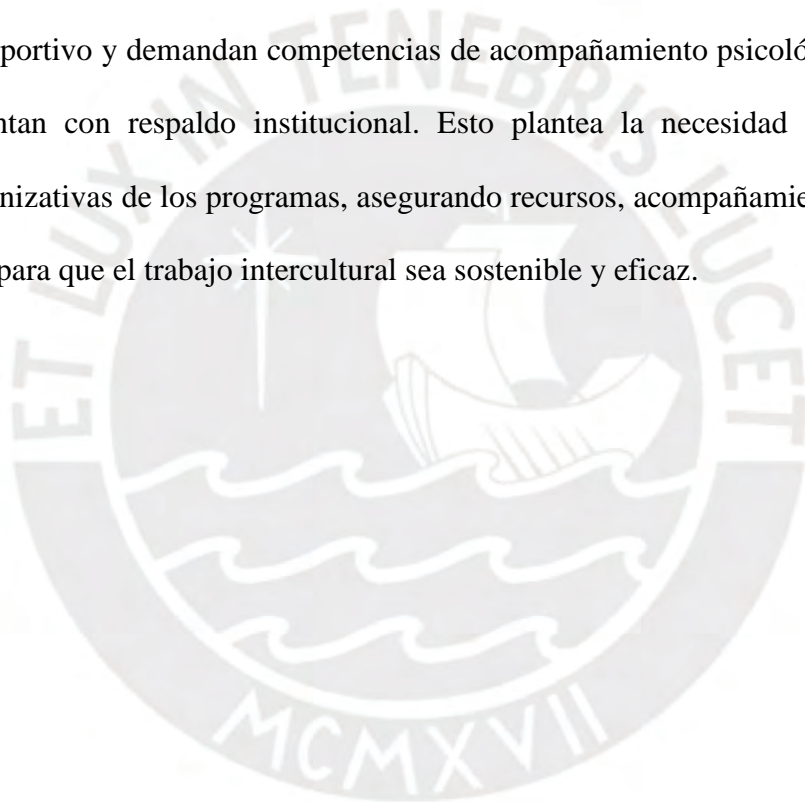 portivo y demandan competencias de acompañamiento psicoló
ntan con respaldo institucional. Esto plantea la necesidad
nizativas de los programas, asegurando recursos, acompañamie
para que el trabajo intercultural sea sostenible y eficaz.
ET LUX IN TENEBRIS LUCET
MCMXVII